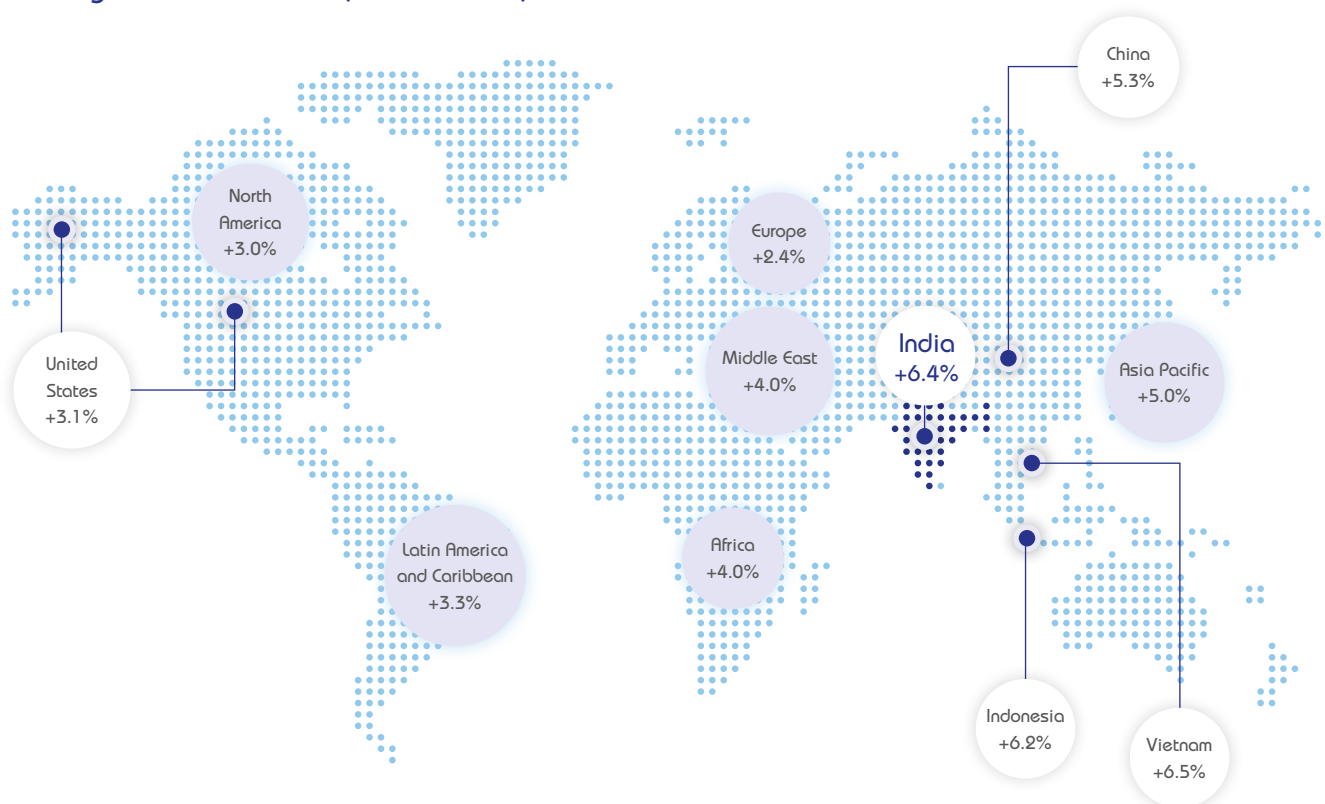 China
+5.3%
North
America
+3.0%
Europe
+2.4%
United
States
+3.1%
Middle East
+4.0%
India
+6.4%
Asia Pacific
+5.0%
Latin America
and Caribbean
+3.3%
Africa
+4.0%
Indonesia
+6.2%
Vietnam
+6.5%